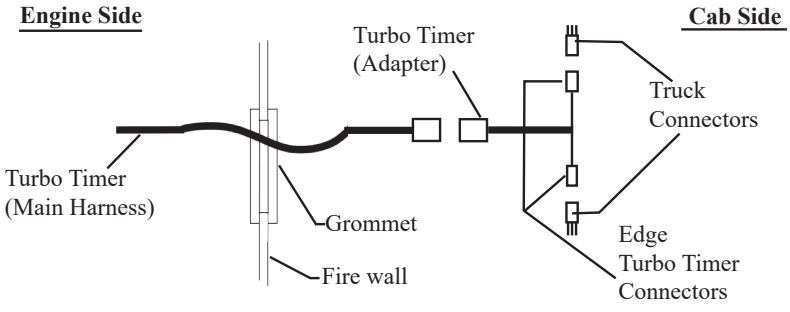 Engine Side
Cab Side
Turbo Timer
(Adapter)
Truck
Connectors
Turbo Timer
(Main Harness)
Grommet
Fire wall
Edge
Turbo Timer
Connectors